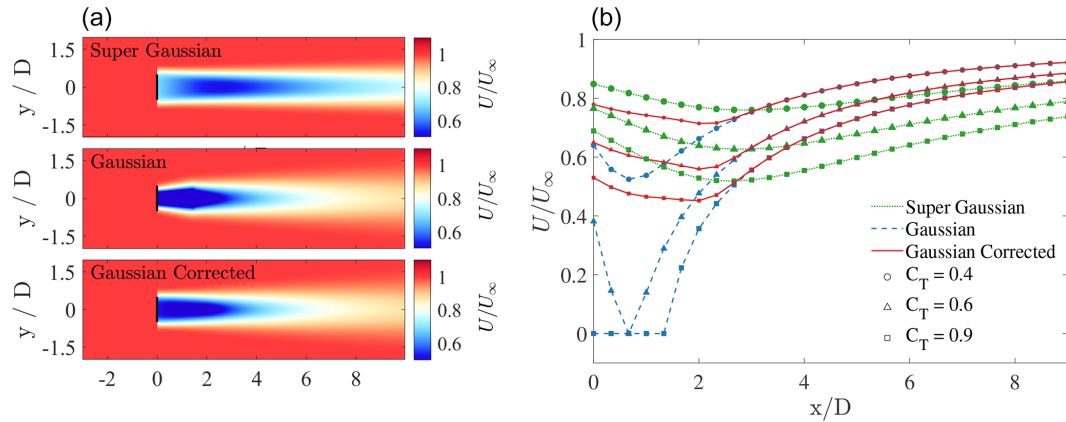 (a)
Super Gaussian
1.5
0
-1.5
y / D
1
0.8
0.6
U/U∞
Gaussian
1.5
0
-1.5
y / D
1
0.8
0.6
U/U∞
Gaussian Corrected
1.5
0
-1.5
y / D
1
0.8
0.6
U/U∞
-2 0 2 4 6 8
(b)
1
0.8
0.6
0.4
0.2
0
U/U∞
Super Gaussian
Gaussian
Gaussian Corrected
C_T = 0.4
C_T = 0.6
C_T = 0.9
0 2 4 6 8
x/D